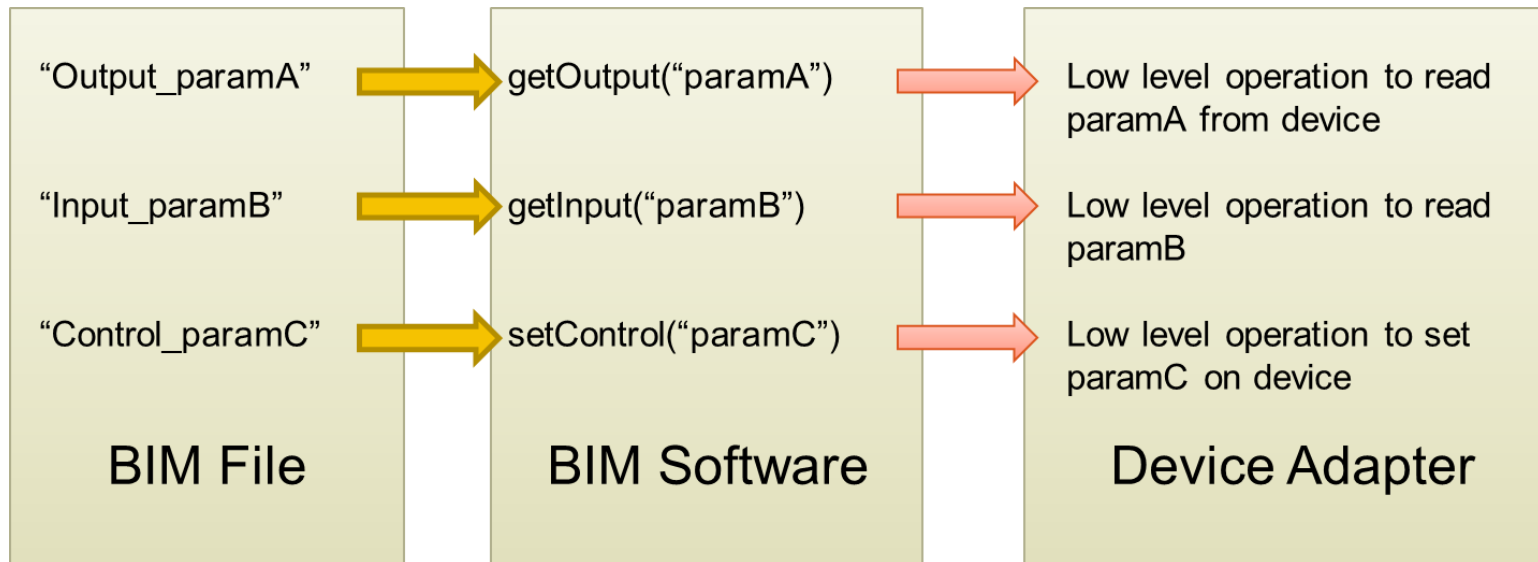 “Output_paramA”
getOutput(“paramA”)
Low level operation to read
paramA from device
“Input_paramB”
getInput(“paramB”)
Low level operation to read
paramB
“Control_paramC”
setControl(“paramC”)
Low level operation to set
paramC on device
BIM File
BIM Software
Device Adapter